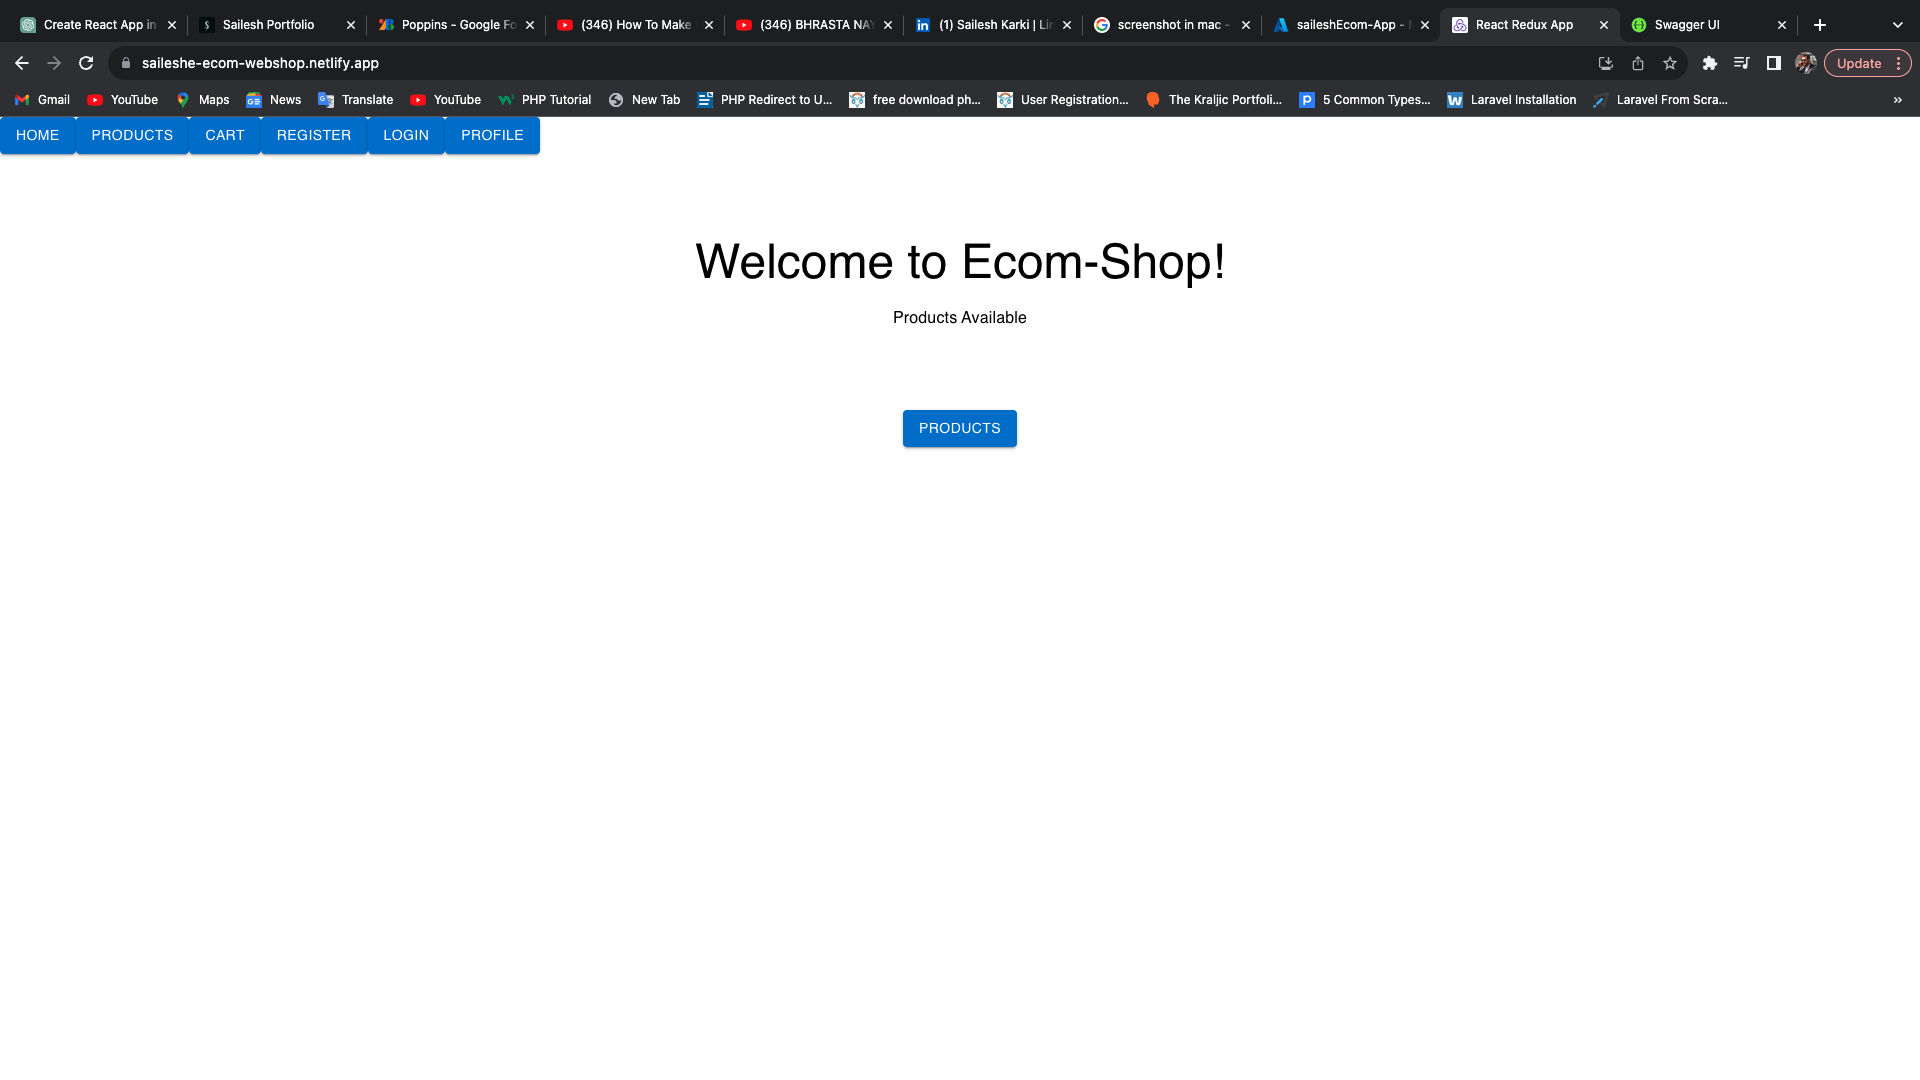 Create React App in
Sailesh Portfolio
Poppins - Google Fo
(346) How To Make
(346) BHRASTA NAY
(1) Sailesh Karki | Lin
screenshot in mac -
saileshEcom-App -
React Redux App
Swagger UI
saileshe-ecom-webshop.netlify.app
Update
Gmail
YouTube
Maps
News
Translate
YouTube
PHP Tutorial
New Tab
PHP Redirect to U...
free download ph...
User Registration...
The Kraljic Portfoli...
5 Common Types...
Laravel Installation
Laravel From Scra...
HOME PRODUCTS CART REGISTER LOGIN PROFILE
Welcome to Ecom-Shop!
Products Available
PRODUCTS